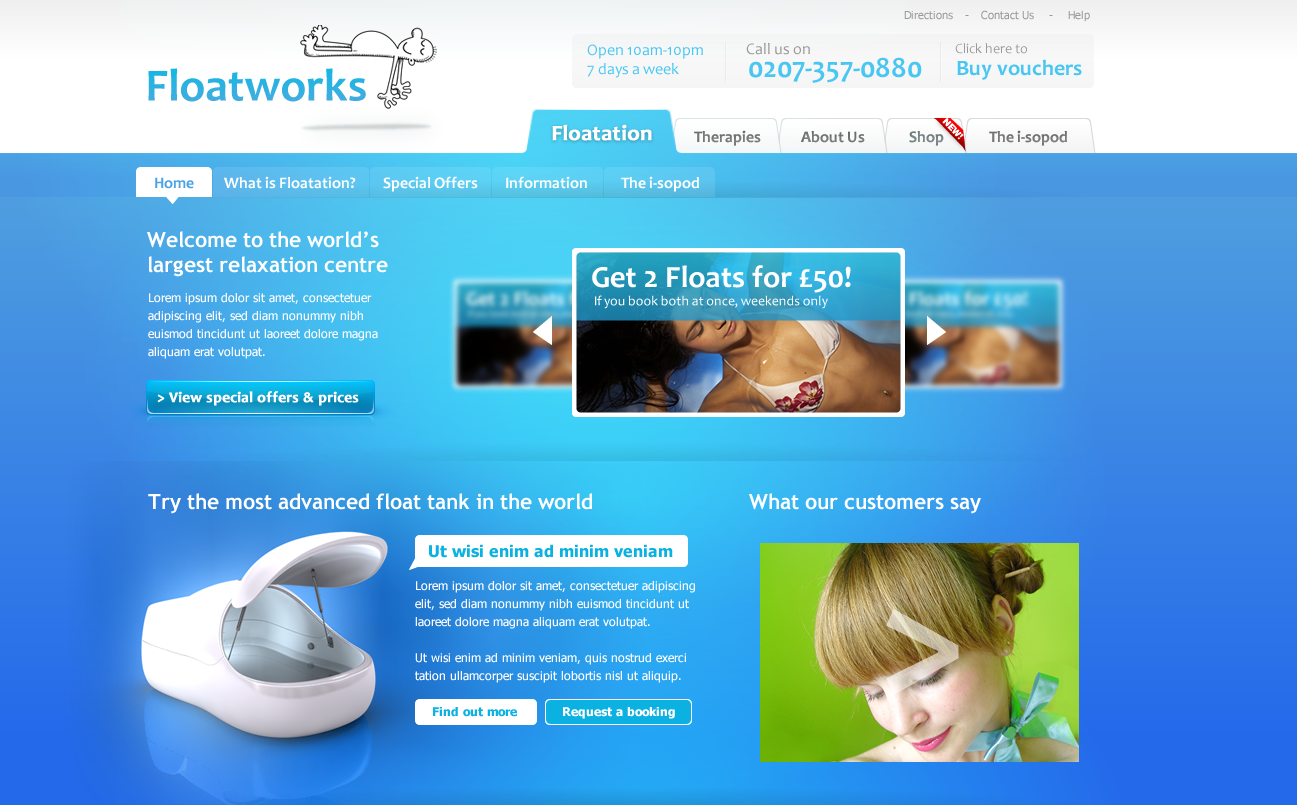 Directions - Contact Us - Help
Floatworks
Open 10am-10pm
7 days a week
Call us on
0207-357-0880
Click here to
Buy vouchers
Floatation
Therapies
About Us
Shop
NEW!
The i-sopod
Home
What is Floatation?
Special Offers
Information
The i-sopod
Welcome to the world's
largest relaxation centre
Lorem ipsum dolor sit amet, consectetuer
adipiscing elit, sed diam nonummy nibh
euismod tincidunt ut laoreet dolore magna
aliquam erat volutpat.
> View special offers & prices
Get 2 Floats
Get 2 Floats for £50!
If you book both at once, weekends only
Floats for £50!
Try the most advanced float tank in the world
Ut wisi enim ad minim veniam
Lorem ipsum dolor sit amet, consectetuer adipiscing
elit, sed diam nonummy nibh euismod tincidunt ut
laoreet dolore magna aliquam erat volutpat.
Ut wisi enim ad minim veniam, quis nostrud exerci
tation ullamcorper suscipit lobortis nisl ut aliquip.
Find out more
Request a booking
What our customers say